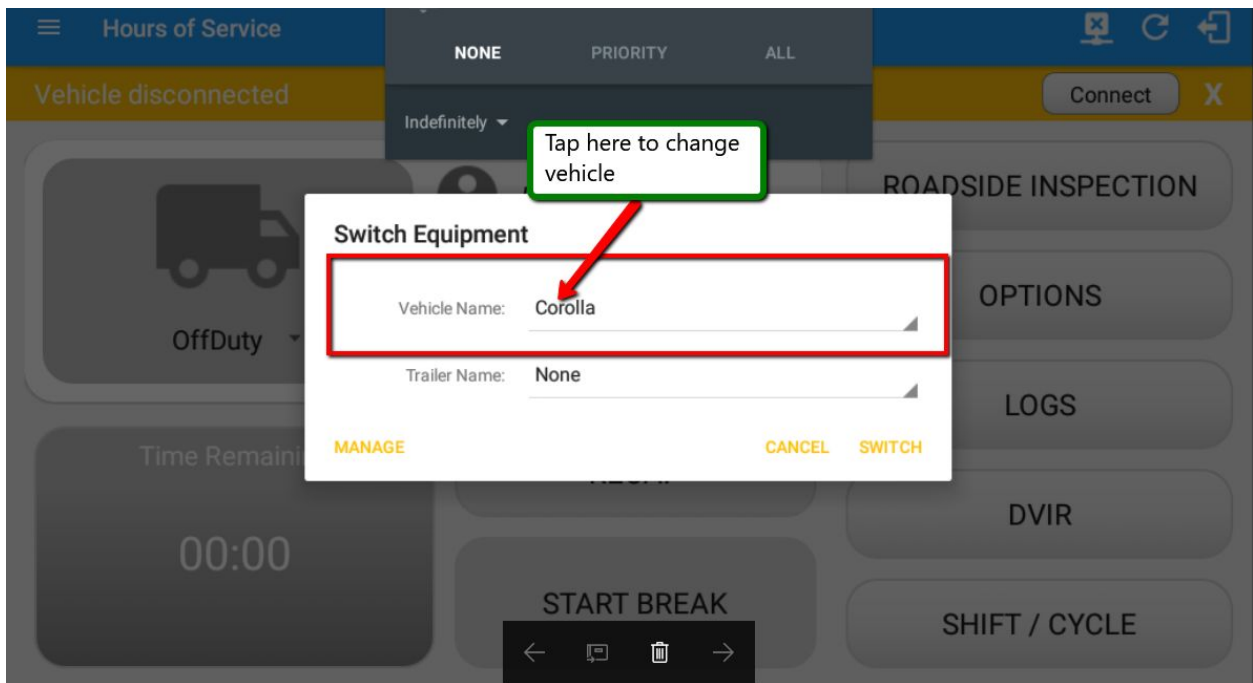 Hours of Service
NONE PRIORITY ALL
Vehicle disconnected
Connect X
Indefinitely
Tap here to change
vehicle
ROADSIDE INSPECTION
Switch Equipment
Vehicle Name: Corolla
OPTIONS
OffDuty
Trailer Name: None
LOGS
MANAGE CANCEL SWITCH
DVIR
00:00
START BREAK
SHIFT / CYCLE